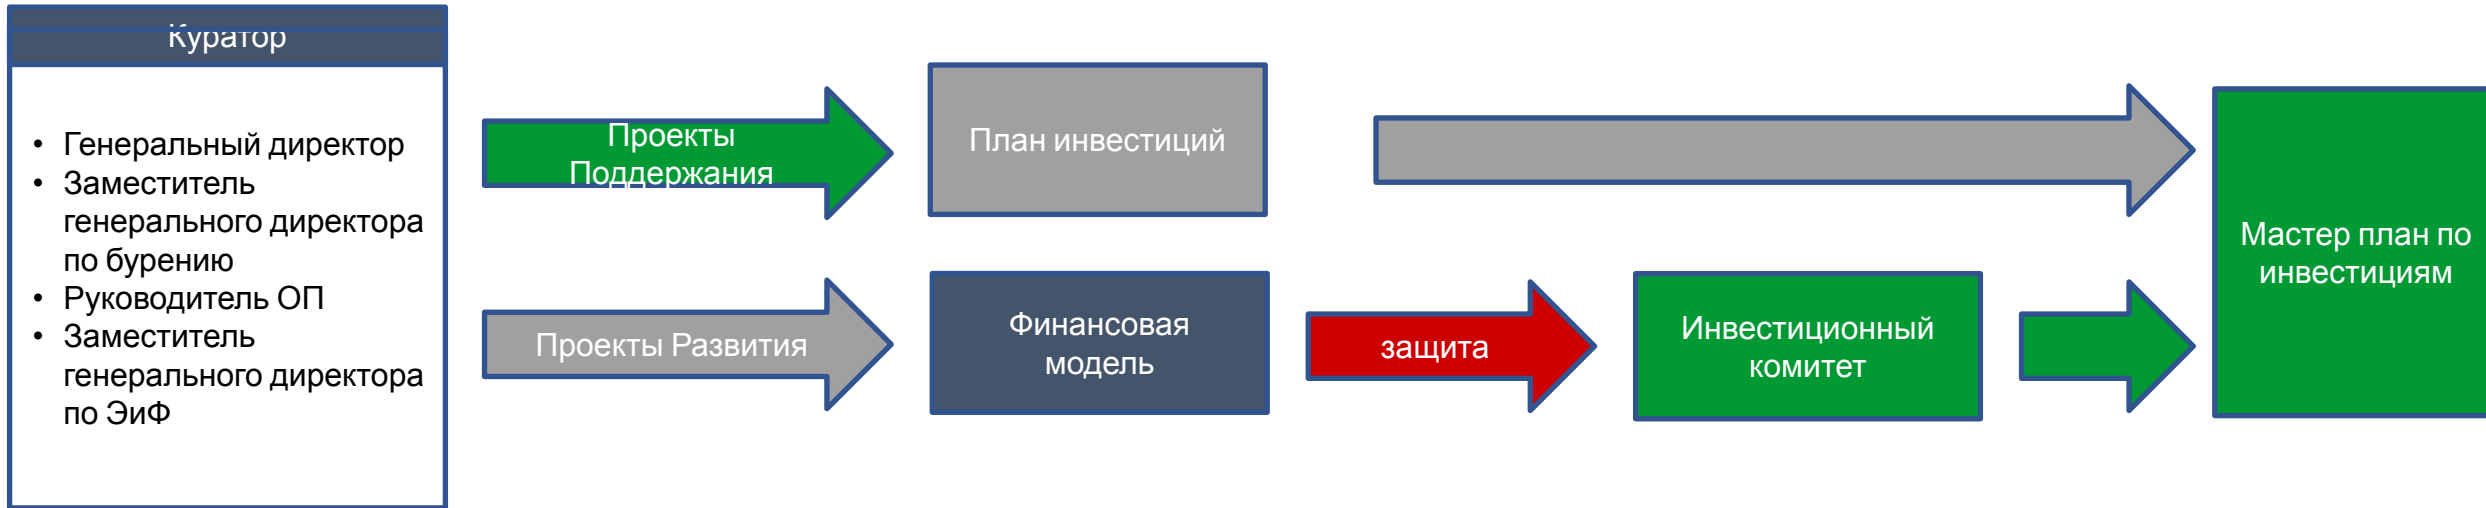 Куратор
• Генеральный директор
• Заместитель
генерального директора
по бурению
• Руководитель ОП
• Заместитель
генерального директора
по ЭиФ
Проекты
Поддержания
План инвестиций
Проекты Развития
Финансовая
модель
защита
Инвестиционный
комитет
Мастер план по
инвестициям